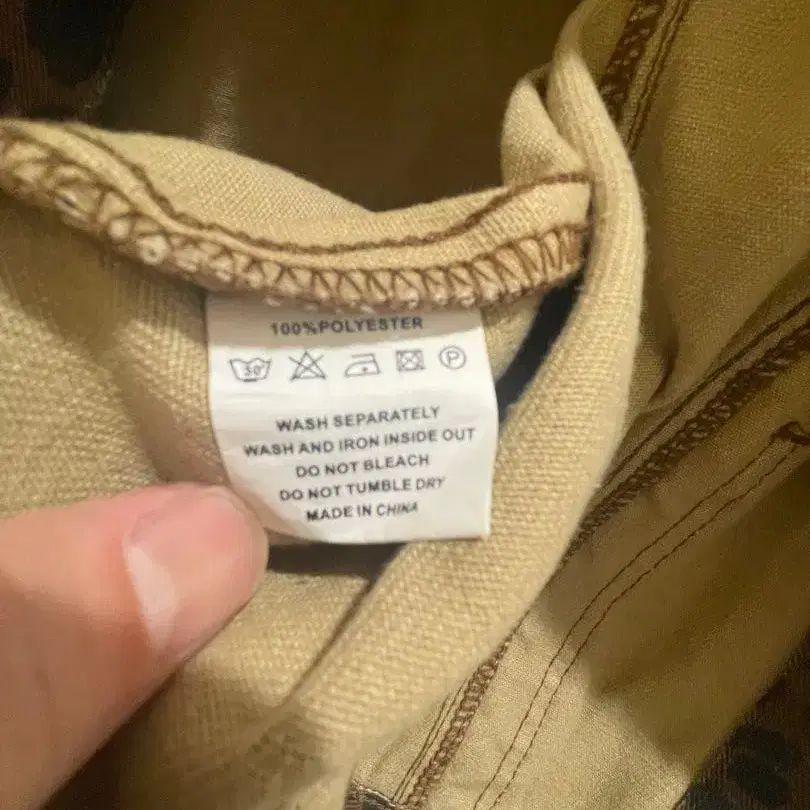 100%POLYESTER
30° P
WASH SEPARATELY
WASH AND IRON INSIDE OUT
DO NOT BLEACH
DO NOT TUMBLE DRY
MADE IN CHINA